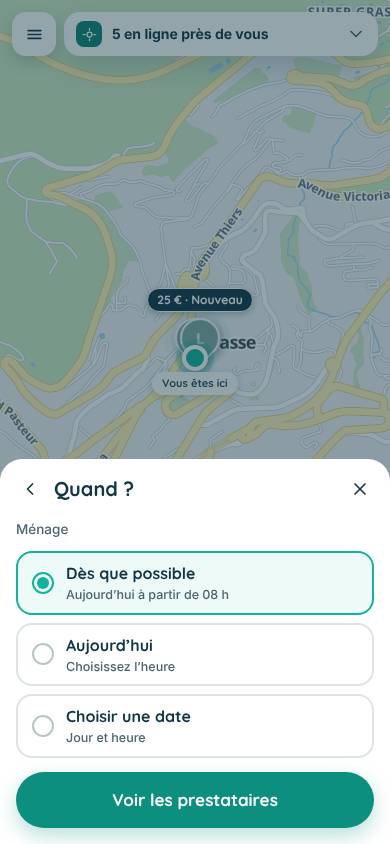 SUPER GRAS
5 en ligne près de vous
Avenue Victoria
Avenue Thiers
25 € · Nouveau
L
asse
Vous êtes ici
Pasteur
Quand ?
Ménage
Dès que possible
Aujourd’hui à partir de 08 h
Aujourd’hui
Choisissez l’heure
Choisir une date
Jour et heure
Voir les prestataires